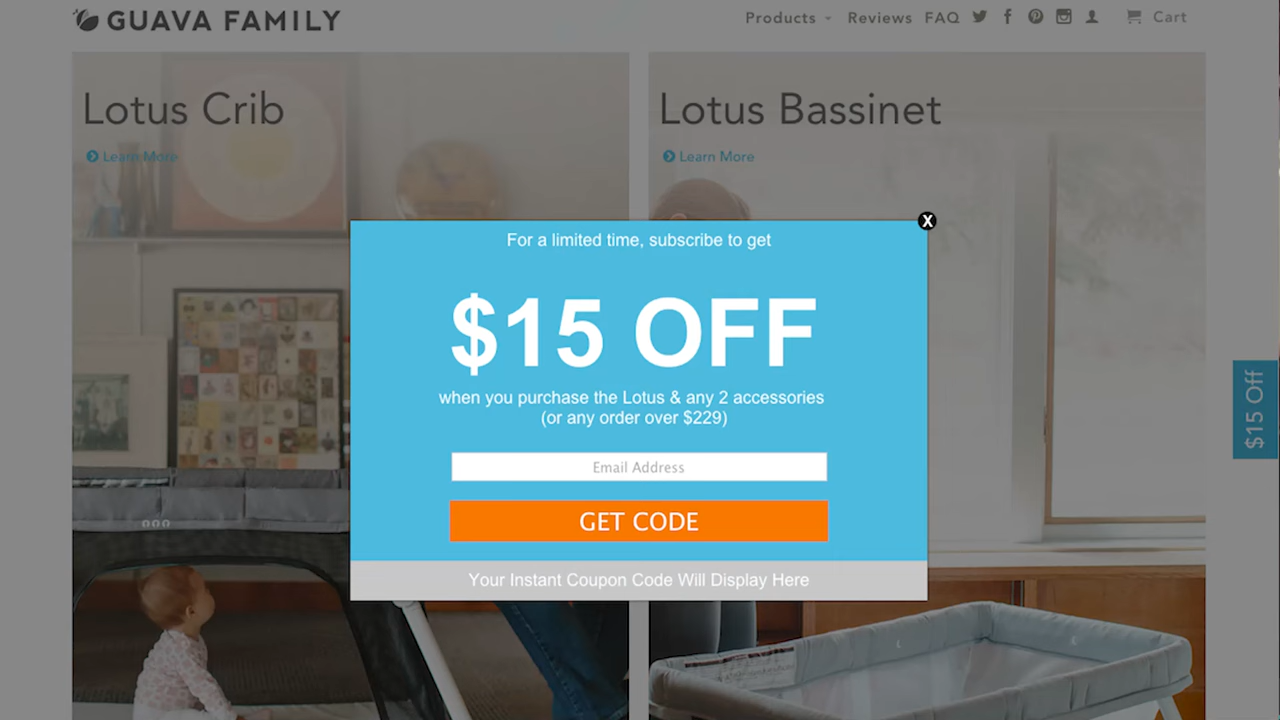 GUAVA FAMILY
Products
Reviews
FAQ
Cart
Lotus Crib
Learn More
Lotus Bassinet
Learn More
X
For a limited time, subscribe to get
$15 OFF
when you purchase the Lotus & any 2 accessories
(or any order over $229)
Email Address
GET CODE
Your Instant Coupon Code Will Display Here
$15 Off